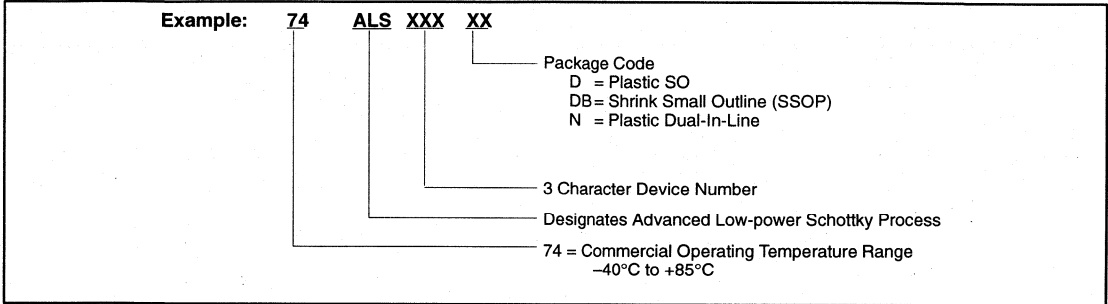 Example: 74 ALS XXX XX
Package Code
D = Plastic SO
DB= Shrink Small Outline (SSOP)
N = Plastic Dual-In-Line
3 Character Device Number
Designates Advanced Low-power Schottky Process
74 = Commercial Operating Temperature Range
–40°C to +85°C